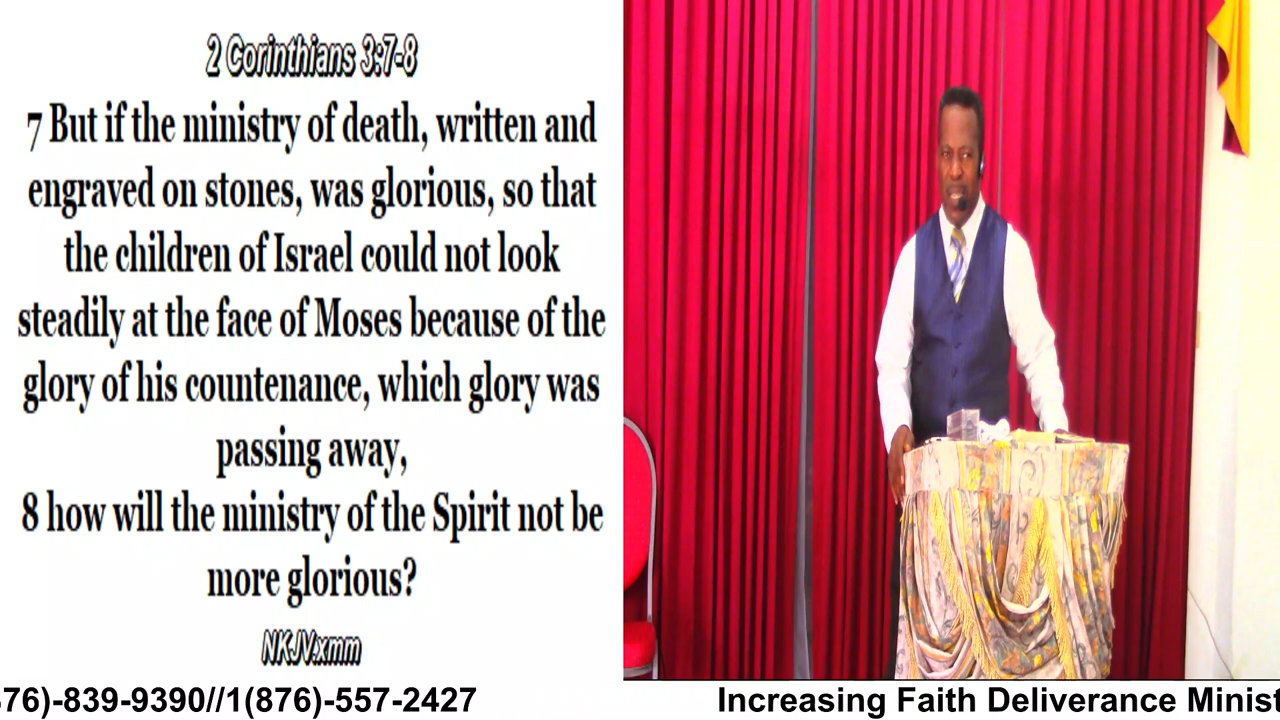 2 Corinthians 3:7-8
7 But if the ministry of death, written and
engraved on stones, was glorious, so that
the children of Israel could not look
steadily at the face of Moses because of the
glory of his countenance, which glory was
passing away,
8 how will the ministry of the Spirit not be
more glorious?
NKJV.xmm
876)-839-9390//1(876)-557-2427 Increasing Faith Deliverance Minist